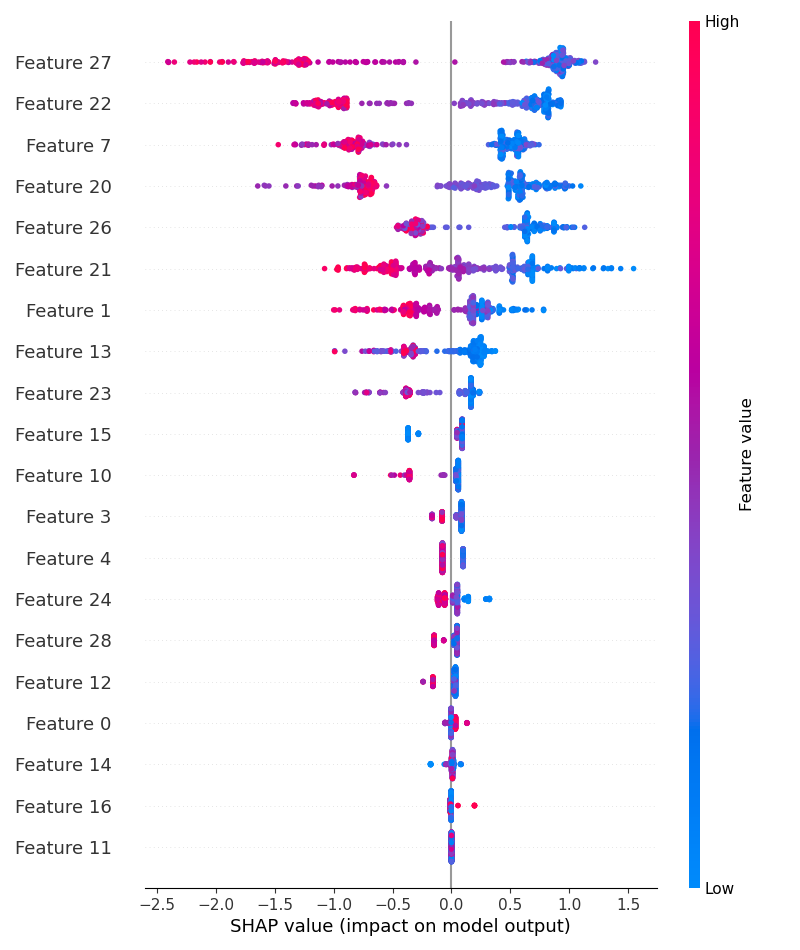 High
Feature 27
Feature 22
Feature 7
Feature 20
Feature 26
Feature 21
Feature 1
Feature 13
Feature 23
Feature 15
Feature 10
Feature 3
Feature 4
Feature 24
Feature 28
Feature 12
Feature 0
Feature 14
Feature 16
Feature 11
Feature value
Low
−2.5 −2.0 −1.5 −1.0 −0.5 0.0 0.5 1.0 1.5
SHAP value (impact on model output)